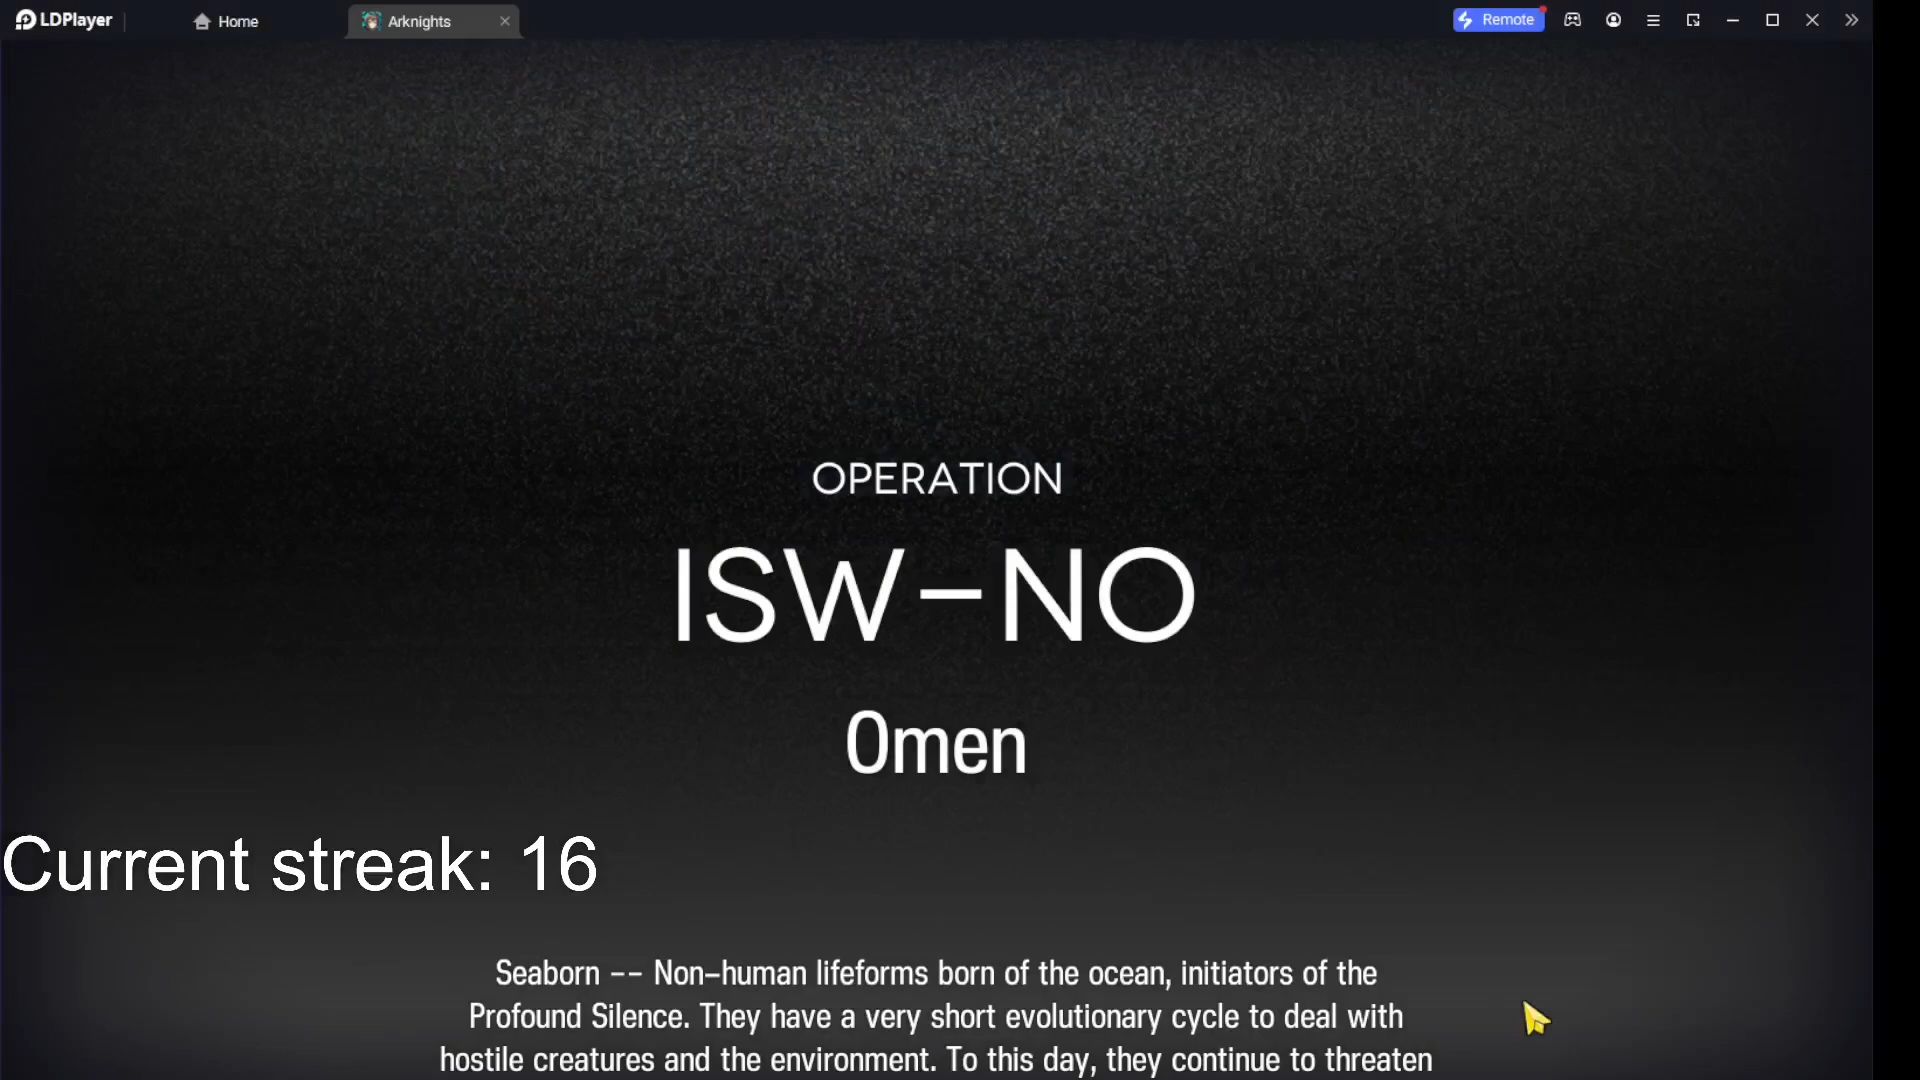 LDPlayer
Home
Arknights
Remote
OPERATION
ISW-NO
Omen
Current streak: 16
Seaborn -- Non-human lifeforms born of the ocean, initiators of the
Profound Silence. They have a very short evolutionary cycle to deal with
hostile creatures and the environment. To this day, they continue to threaten